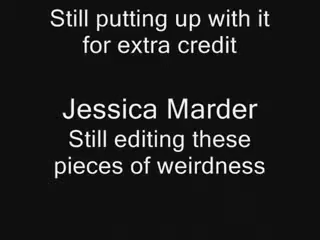 Still putting up with it
for extra credit
Jessica Marder
Still editing these
pieces of weirdness